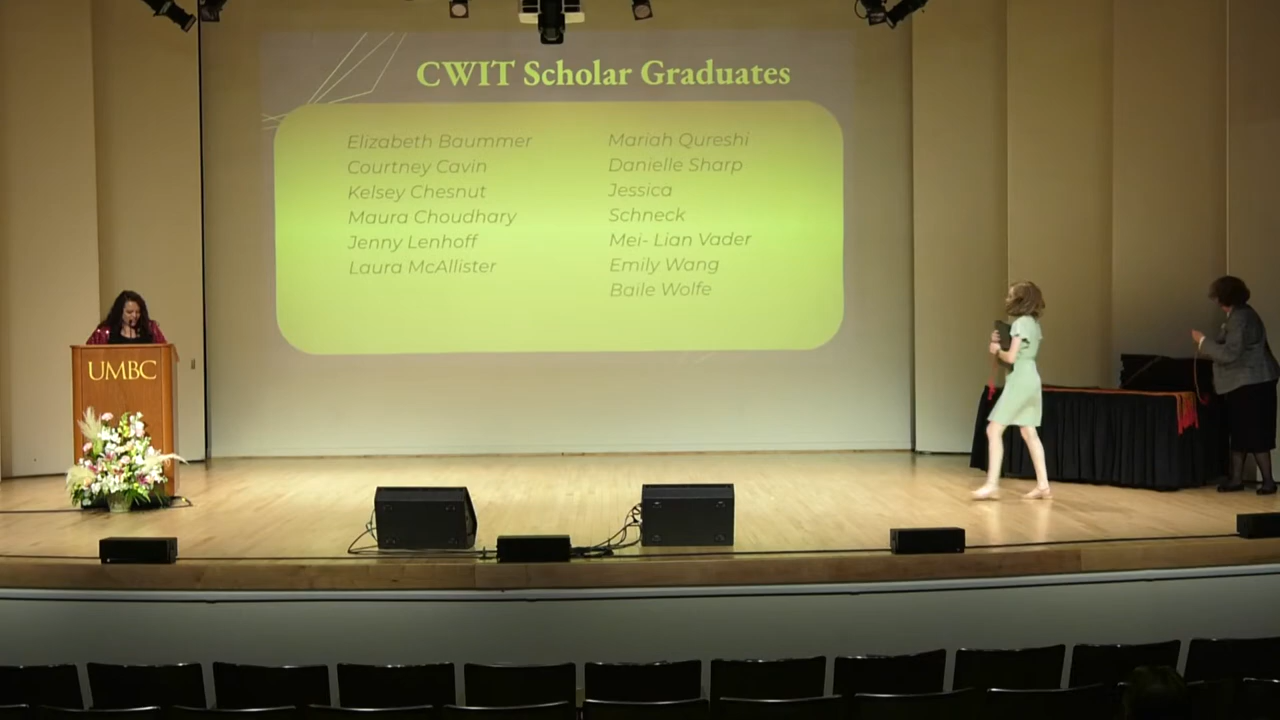 CWIT Scholar Graduates
Elizabeth Baummer
Courtney Cavin
Kelsey Chesnut
Maura Choudhary
Jenny Lenhoff
Laura McAllister
Mariah Qureshi
Danielle Sharp
Jessica
Schneck
Mei- Lian Vader
Emily Wang
Baile Wolfe
UMBC